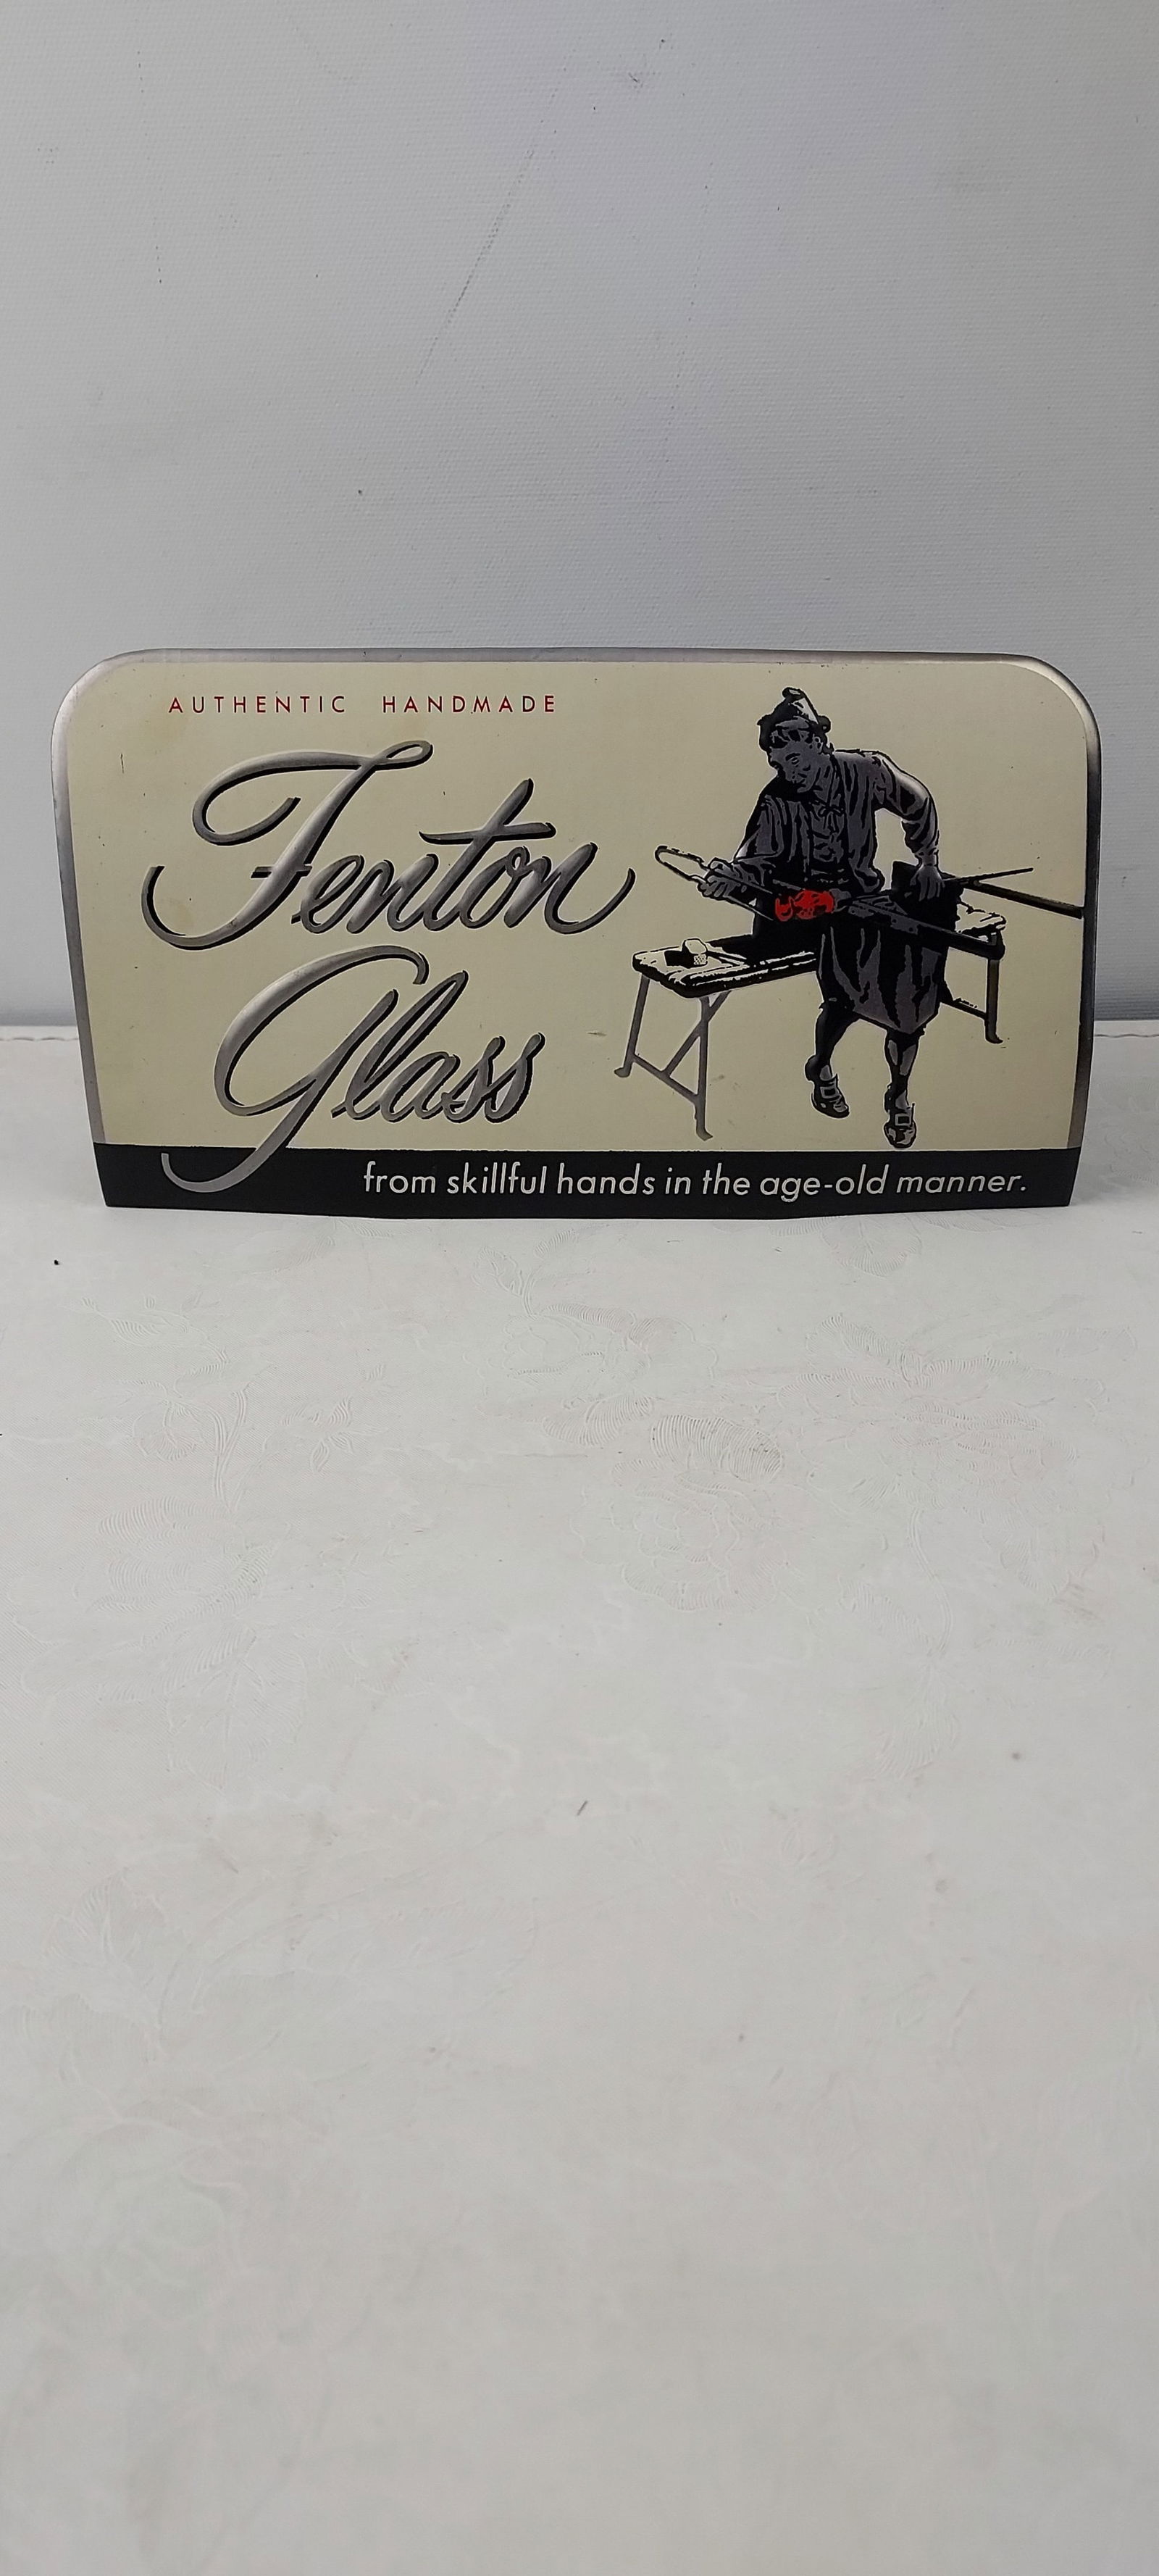 AUTHENTIC HANDMADE
Fenton
Glass
from skillful hands in the age-old manner.